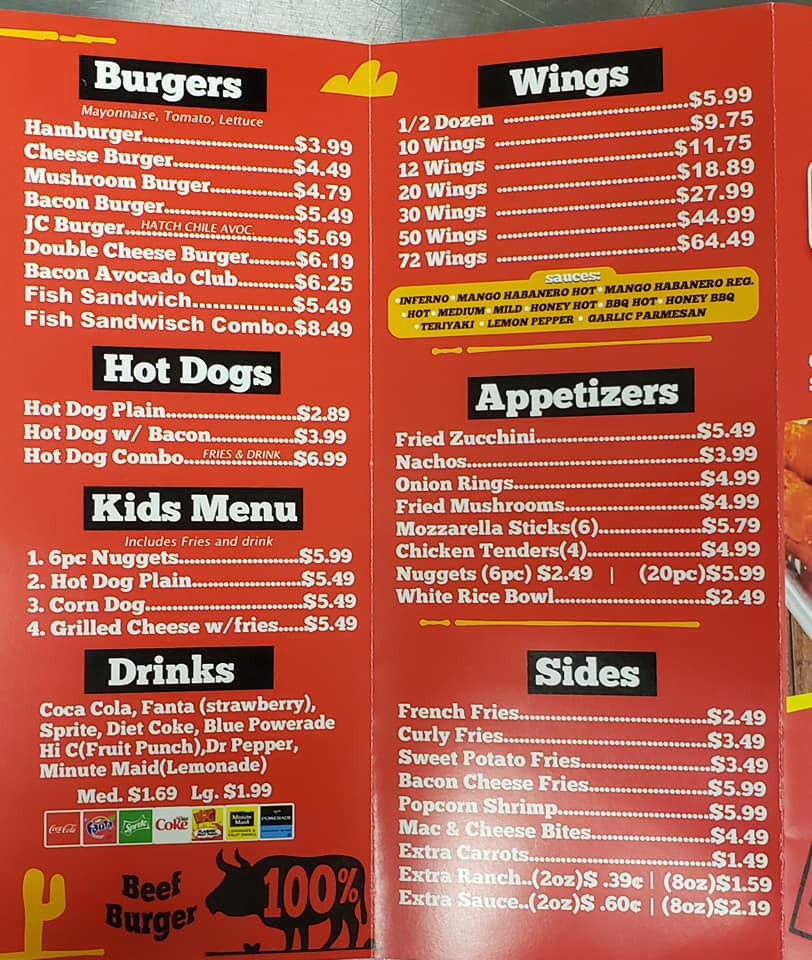 Burgers
Mayonnaise, Tomato, Lettuce
Hamburger..............................$3.99
Cheese Burger........................$4.49
Mushroom Burger.................$4.79
Bacon Burger..........................$5.49
JC Burger...HATCH CHILE AVOC........$5.69
Double Cheese Burger.........$6.19
Bacon Avocado Club............$6.25
Fish Sandwich...............$5.49
Fish Sandwisch Combo.$8.49
Hot Dogs
Hot Dog Plain..........................$2.89
Hot Dog w/ Bacon.................$3.99
Hot Dog Combo....FRIES & DRINK...$6.99
Kids Menu
Includes Fries and drink
1. 6pc Nuggets.........................$5.99
2. Hot Dog Plain......................$5.49
3. Corn Dog...............................$5.49
4. Grilled Cheese w/fries.....$5.49
Drinks
Coca Cola, Fanta (strawberry),
Sprite, Diet Coke, Blue Powerade
Hi C(Fruit Punch),Dr Pepper,
Minute Maid(Lemonade)
Med. $1.69 Lg. $1.99
Coca-Cola Fanta Sprite Diet Coke Minute Maid POWERADE
Beef
Burger
100%
Wings
1/2 Dozen ....................................$5.99
10 Wings ......................................$9.75
12 Wings ....................................$11.75
20 Wings ...................................$18.89
30 Wings ...................................$27.99
50 Wings ...................................$44.99
72 Wings ...................................$64.49
sauces:
INFERNO • MANGO HABANERO HOT • MANGO HABANERO REG.
• HOT • MEDIUM • MILD • HONEY HOT • BBQ HOT • HONEY BBQ
• TERIYAKI • LEMON PEPPER • GARLIC PARMESAN
Appetizers
Fried Zucchini...............................$5.49
Nachos.............................................$3.99
Onion Rings....................................$4.99
Fried Mushrooms.........................$4.99
Mozzarella Sticks(6)....................$5.79
Chicken Tenders(4)......................$4.99
Nuggets (6pc) $2.49 | (20pc)$5.99
White Rice Bowl............................$2.49
Sides
French Fries...................................$2.49
Curly Fries......................................$3.49
Sweet Potato Fries........................$3.49
Bacon Cheese Fries......................$5.99
Popcorn Shrimp............................$5.99
Mac & Cheese Bites......................$4.49
Extra Carrots.................................$1.49
Extra Ranch..(2oz)$ .39¢ | (8oz)$1.59
Extra Sauce..(2oz)$ .60¢ | (8oz)$2.19